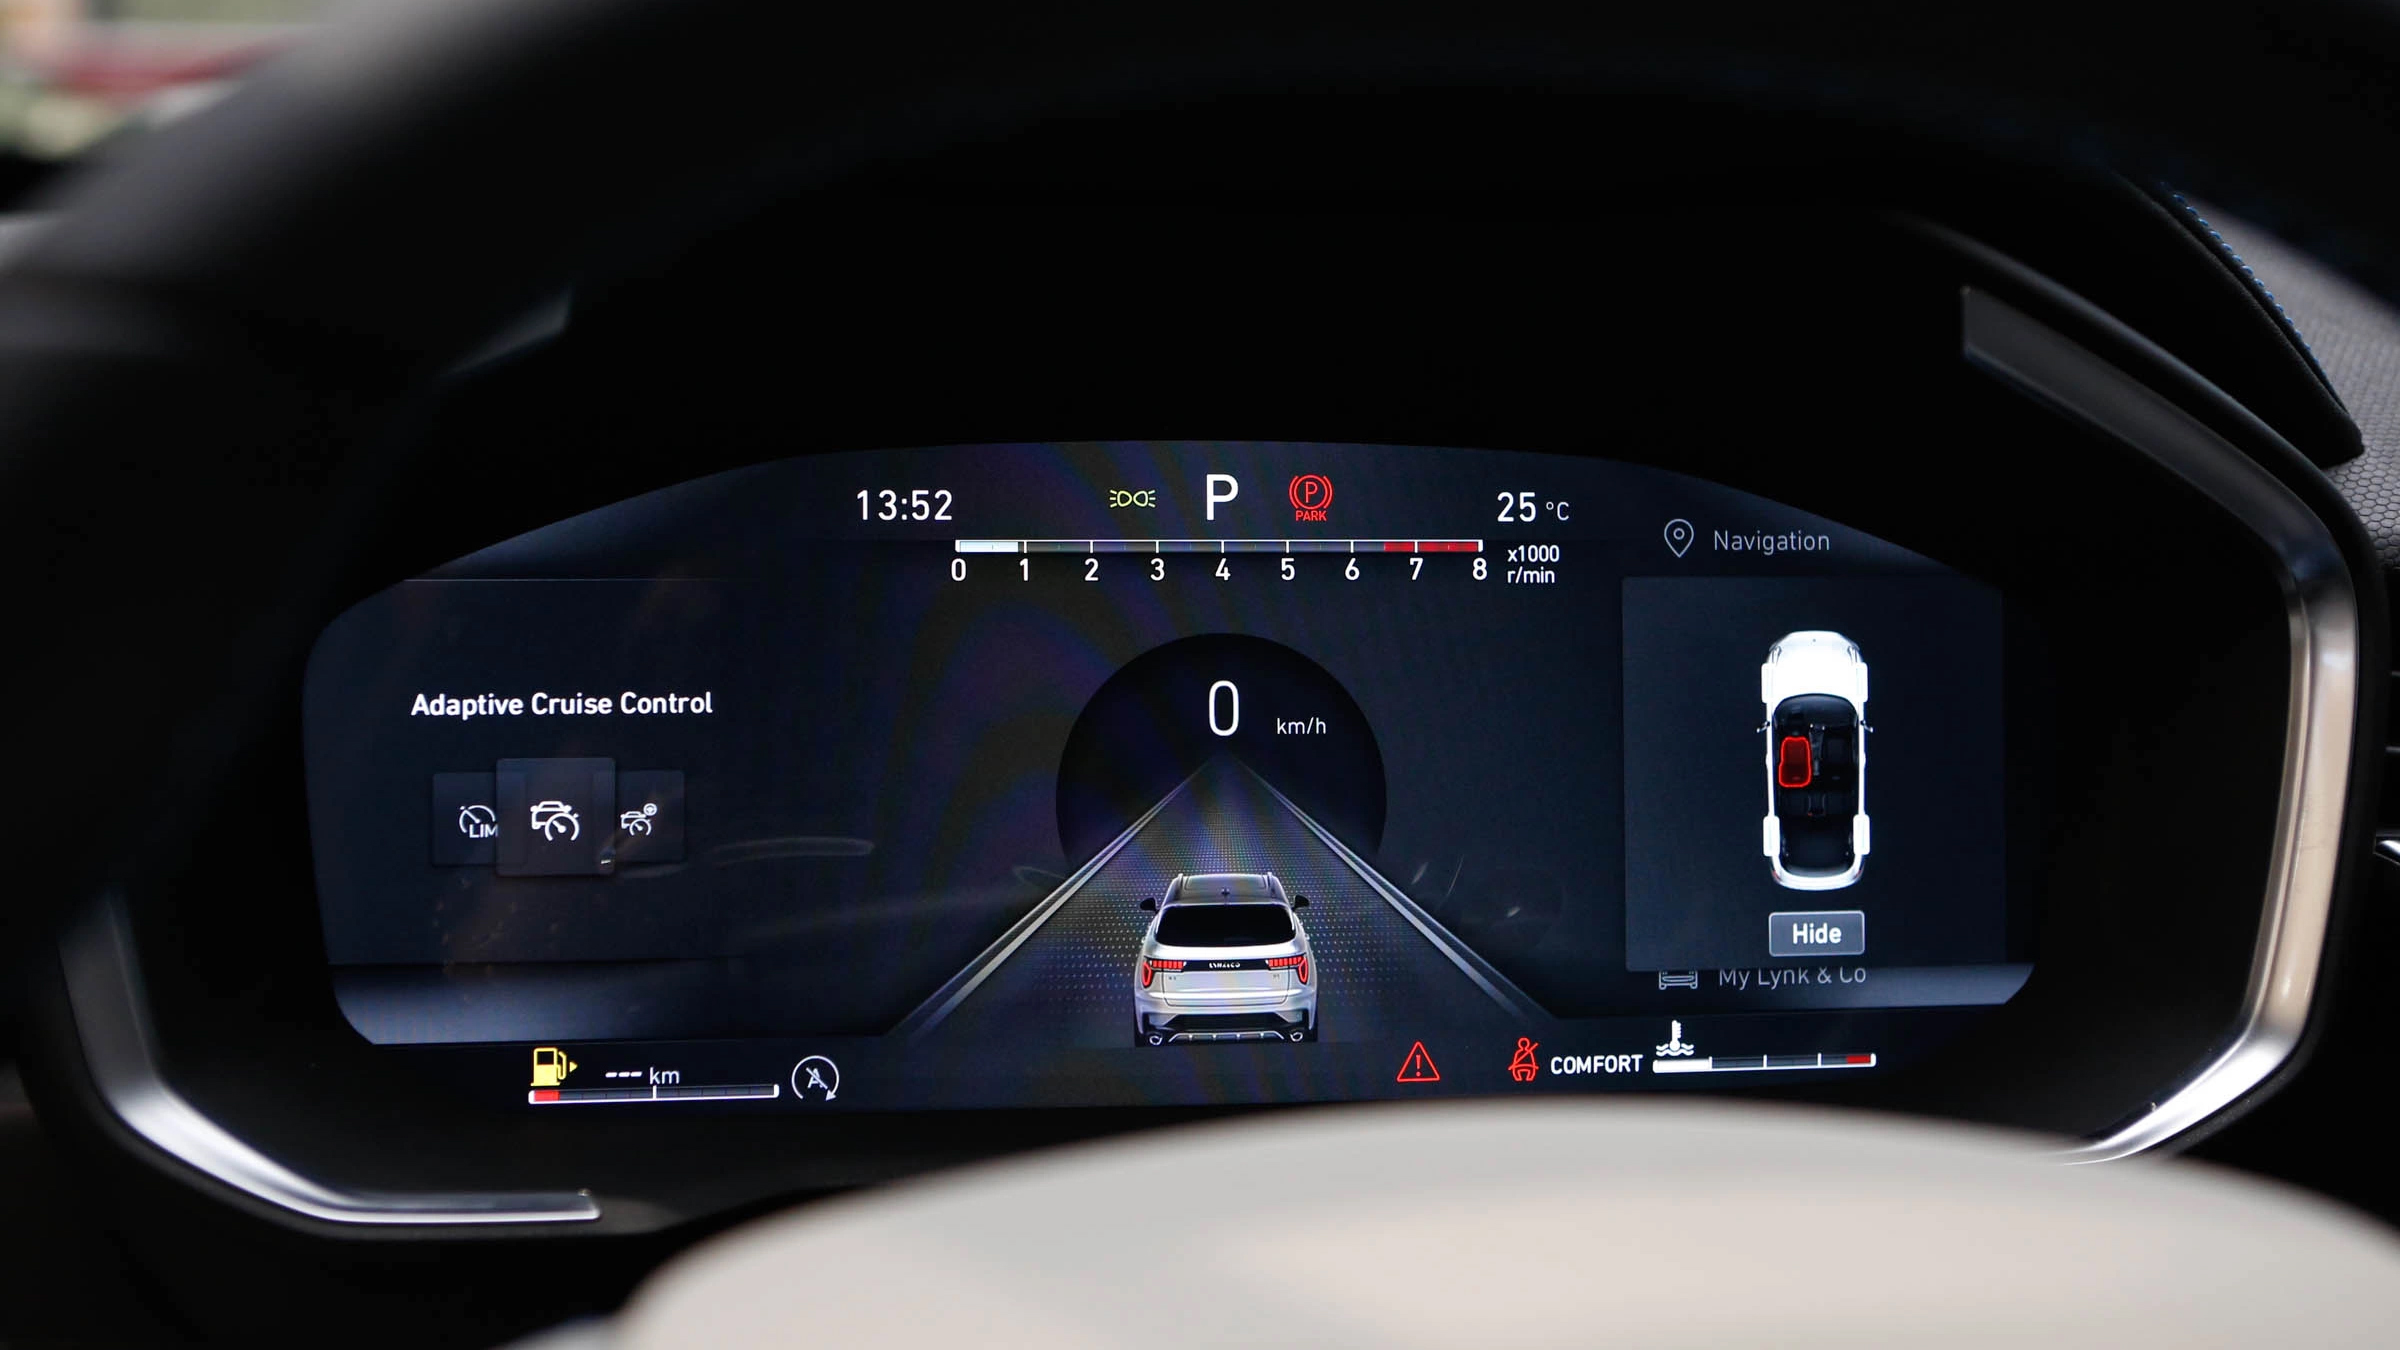 13:52
P
P
PARK
25 °C
0 1 2 3 4 5 6 7 8
x1000
r/min
Navigation
Adaptive Cruise Control
LIM
0 km/h
Hide
My Lynk & Co
--- km
A
COMFORT